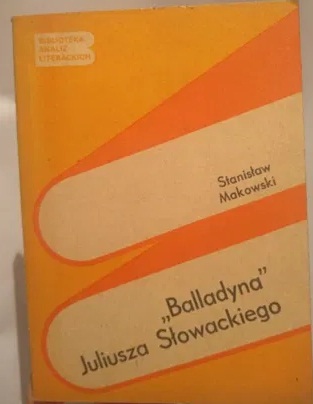 BIBLIOTEKA
ANALIZ
LITERACKICH
Stanisław
Makowski
„Balladyna”
Juliusza Słowackiego